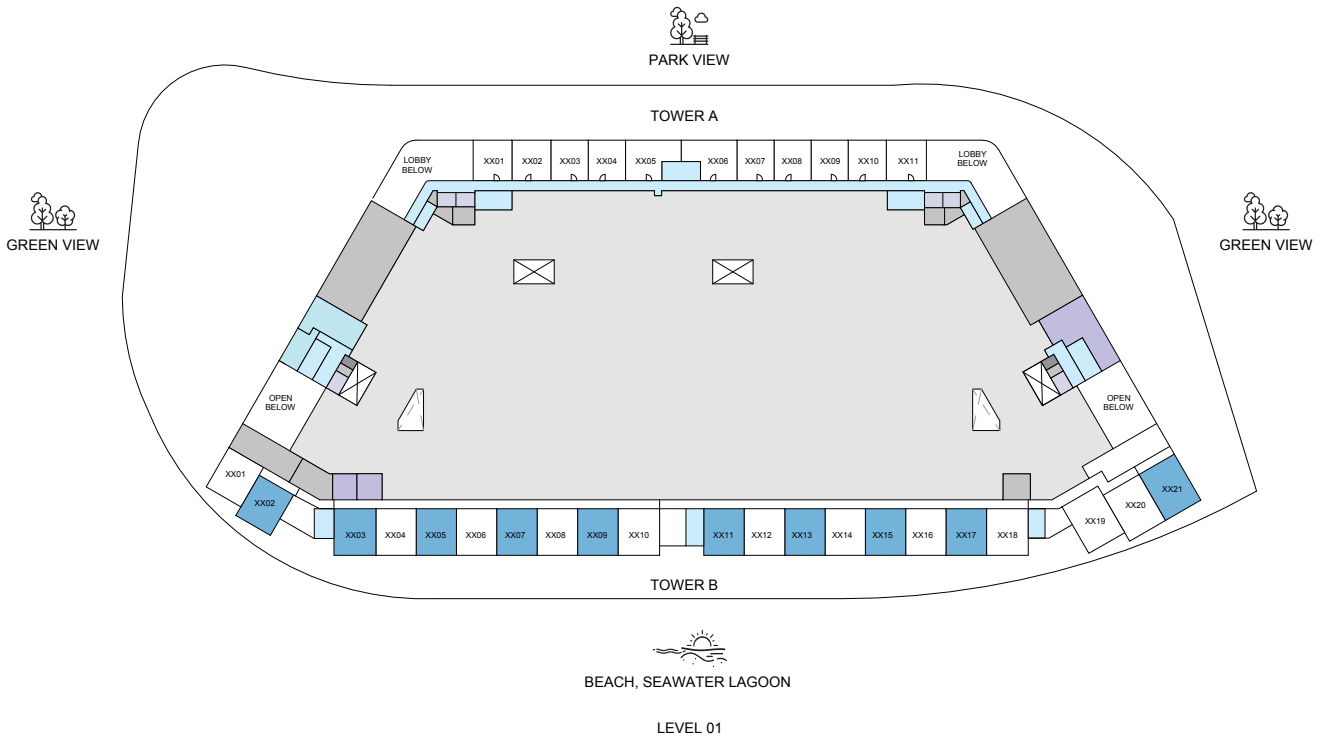 PARK VIEW
TOWER A
LOBBY
BELOW
XX01
XX02
XX03
XX04
XX05
XX06
XX07
XX08
XX09
XX10
XX11
LOBBY
BELOW
GREEN VIEW
GREEN VIEW
OPEN
BELOW
OPEN
BELOW
XX01
XX02
XX03
XX04
XX05
XX06
XX07
XX08
XX09
XX10
XX11
XX12
XX13
XX14
XX15
XX16
XX17
XX18
XX19
XX20
XX21
TOWER B
BEACH, SEAWATER LAGOON
LEVEL 01